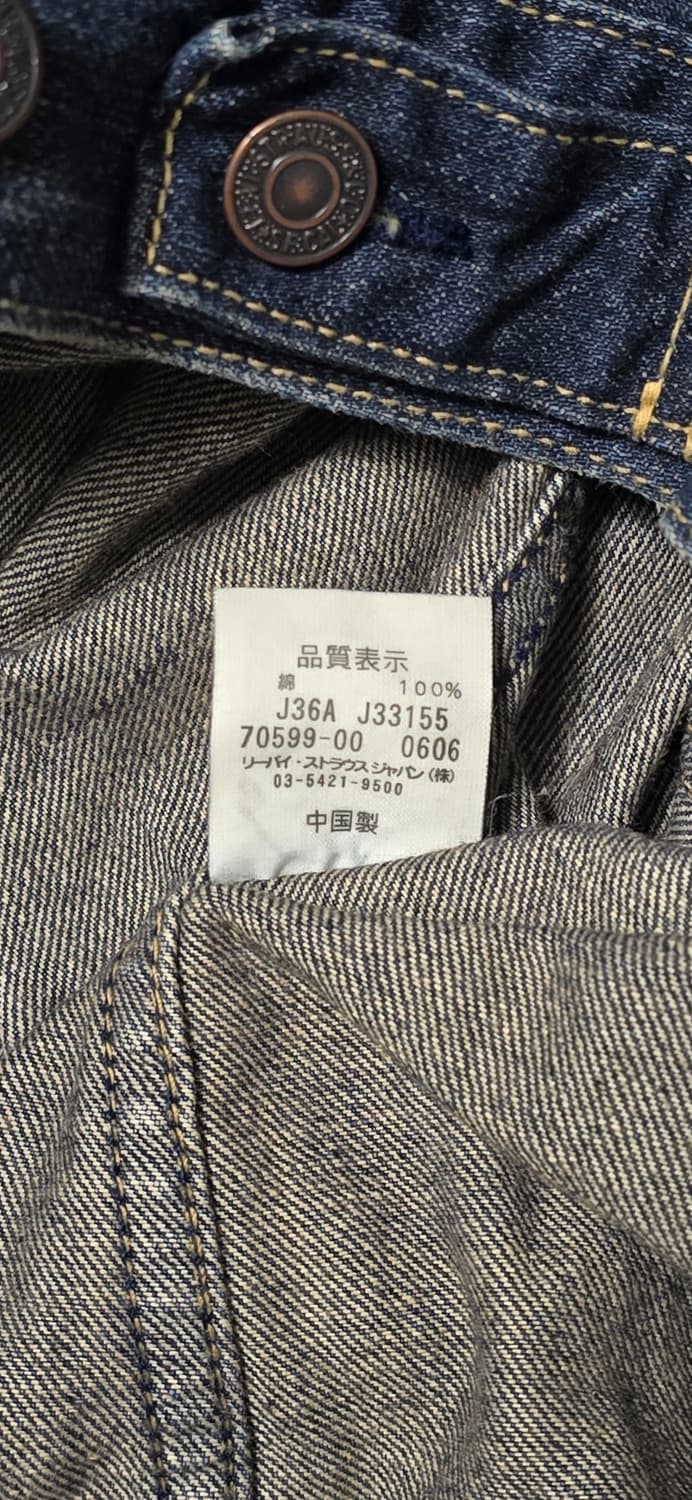 品質表示
綿 100%
J36A J33155
70599-00 0606
リーバイ・ストラウス ジャパン(株)
03-5421-9500
中国製